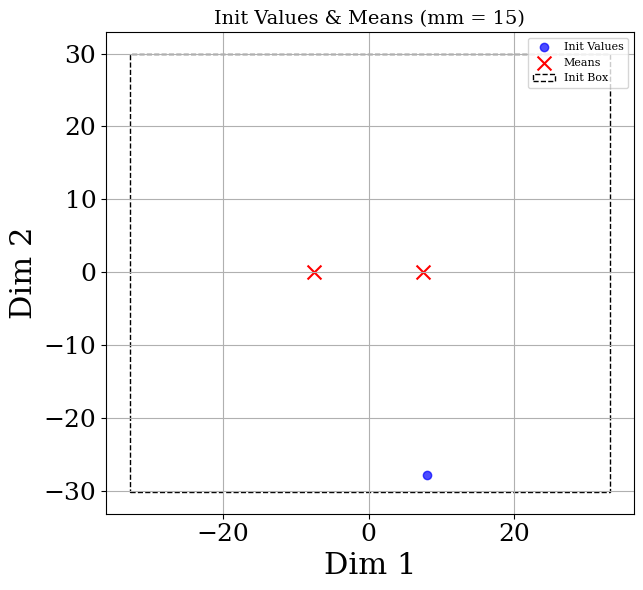 Init Values & Means (mm = 15)
Init Values
Means
Init Box
30
20
10
0
−10
−20
−30
Dim 2
−20
0
20
Dim 1